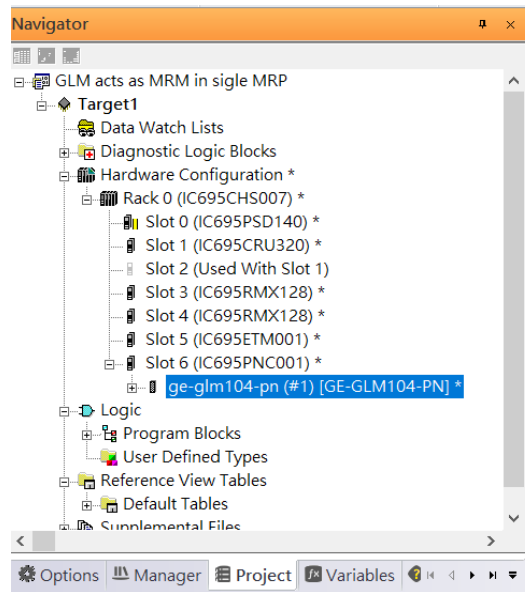 Navigator
GLM acts as MRM in sigle MRP
Target1
Data Watch Lists
Diagnostic Logic Blocks
Hardware Configuration *
Rack 0 (IC695CHS007) *
Slot 0 (IC695PSD140) *
Slot 1 (IC695CRU320) *
Slot 2 (Used With Slot 1)
Slot 3 (IC695RMX128) *
Slot 4 (IC695RMX128) *
Slot 5 (IC695ETM001) *
Slot 6 (IC695PNC001) *
ge-glm104-pn (#1) [GE-GLM104-PN] *
Logic
Program Blocks
User Defined Types
Reference View Tables
Default Tables
Supplemental Files
Options Manager Project Variables